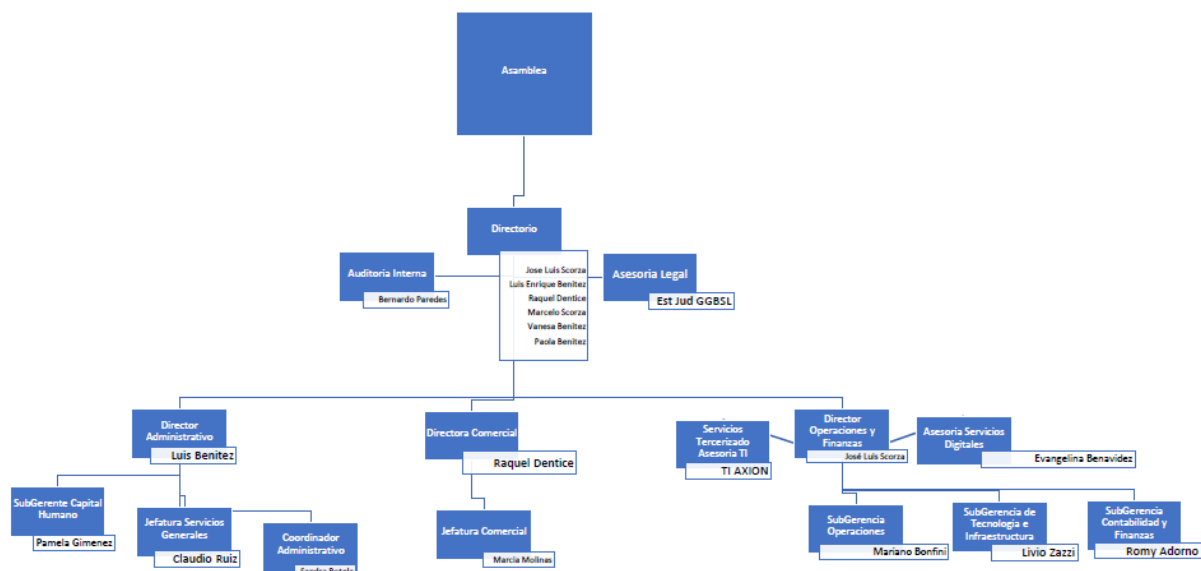 Asamblea
Directorio
Jose Luis Scorza
Luis Enrique Benitez
Raquel Dentice
Marcelo Scorza
Vanesa Benitez
Paola Benitez
Auditoria Interna
Bernardo Paredes
Asesoria Legal
Est Jud GGBSL
Director
Administrativo
Luis Benitez
Directora Comercial
Raquel Dentice
Servicios
Tercerizado
Asesoria TI
TI AXION
Director
Operaciones y
Finanzas
José Luis Scorza
Asesoria Servicios
Digitales
Evangelina Benavidez
SubGerente Capital
Humano
Pamela Gimenez
Jefatura Servicios
Generales
Claudio Ruiz
Coordinador
Administrativo
Jefatura Comercial
Marcia Molinas
SubGerencia
Operaciones
Mariano Bonfini
SubGerencia de
Tecnologia e
Infraestructura
Livio Zazzi
SubGerencia
Contabilidad y
Finanzas
Romy Adorno